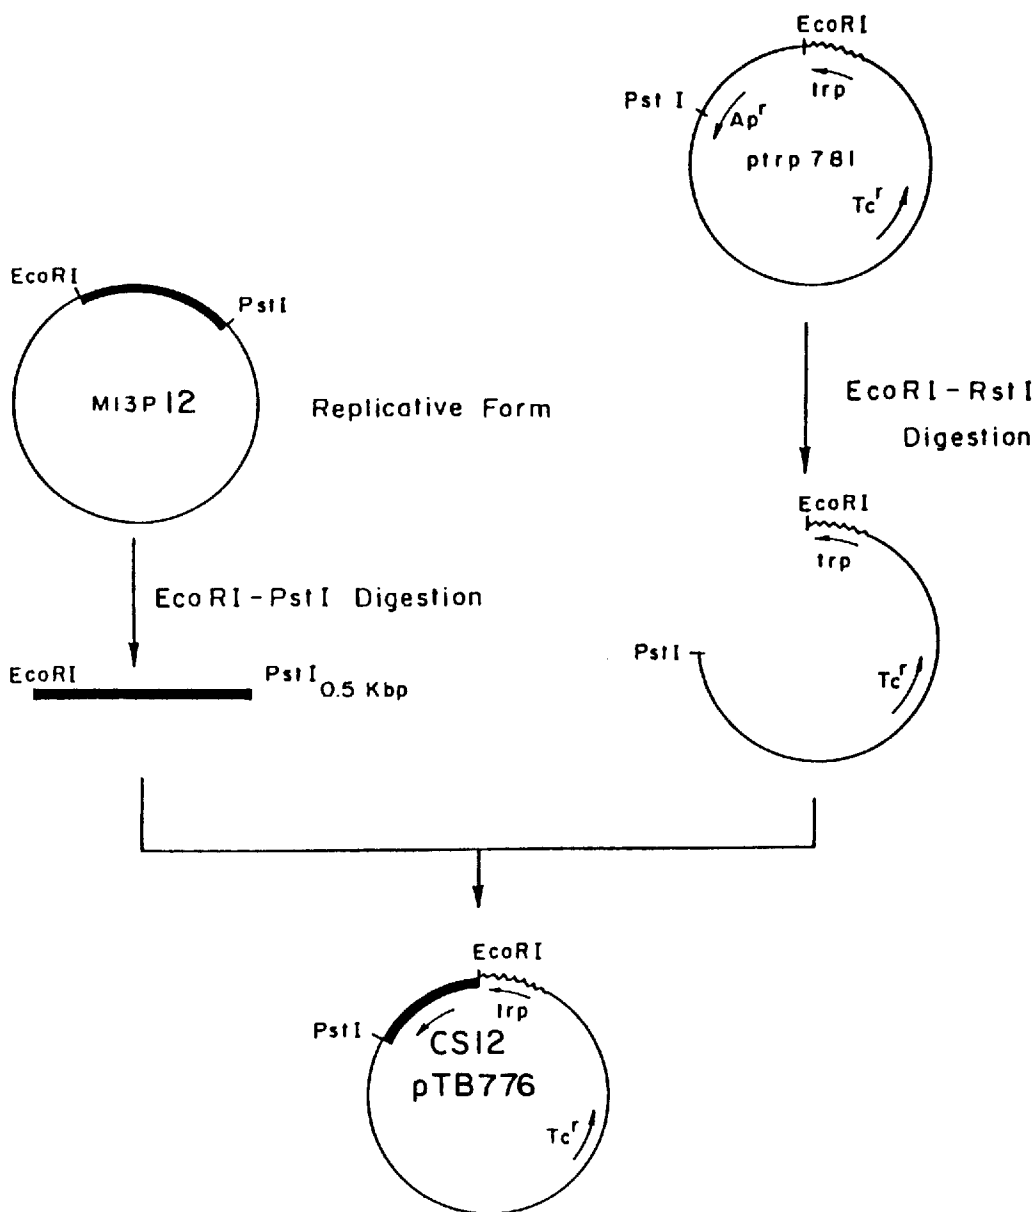 EcoRI
trp
Pst I
Ap^r
ptrp 781
Tc^r
EcoRI
PstI
M13P12
Replicative Form
EcoRI-RstI
Digestion
EcoRI
trp
EcoRI-PstI Digestion
PstI
Tc^r
EcoRI
PstI 0.5 Kbp
EcoRI
trp
PstI
CS12
pTB776
Tc^r